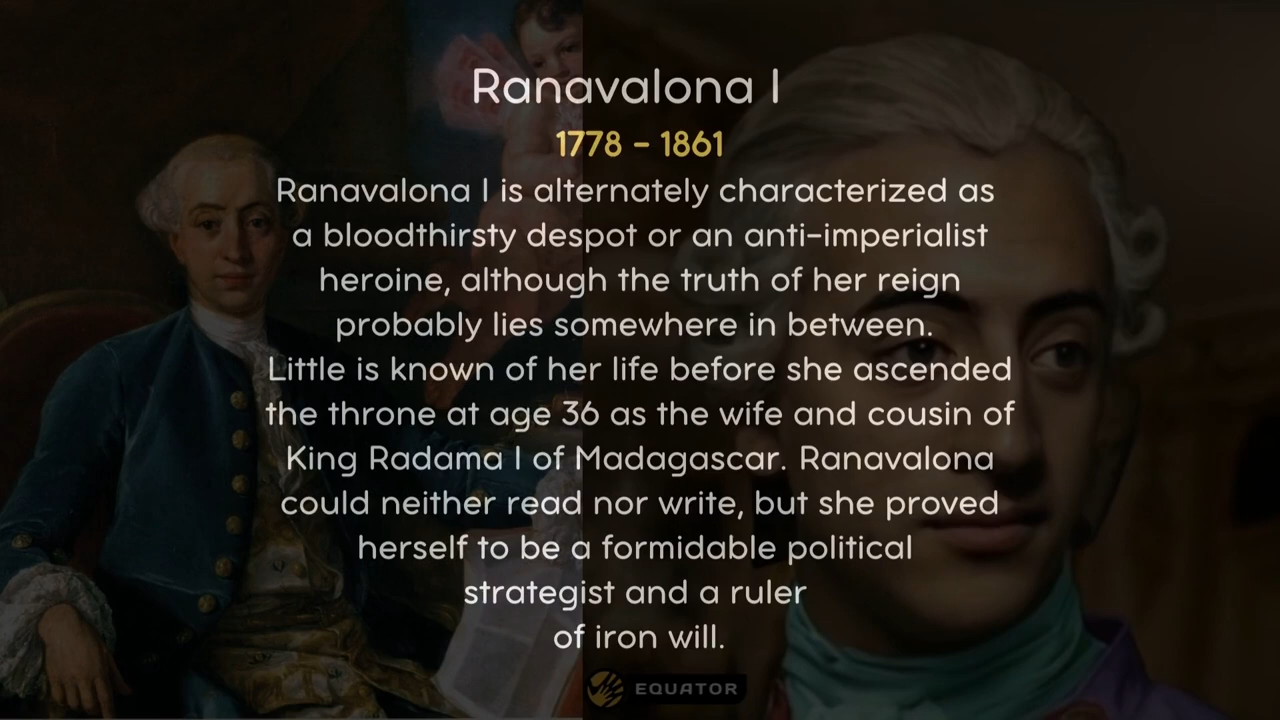 Ranavalona I
1778 – 1861
Ranavalona I is alternately characterized as
a bloodthirsty despot or an anti-imperialist
heroine, although the truth of her reign
probably lies somewhere in between.
Little is known of her life before she ascended
the throne at age 36 as the wife and cousin of
King Radama I of Madagascar. Ranavalona
could neither read nor write, but she proved
herself to be a formidable political
strategist and a ruler
of iron will.
EQUATOR